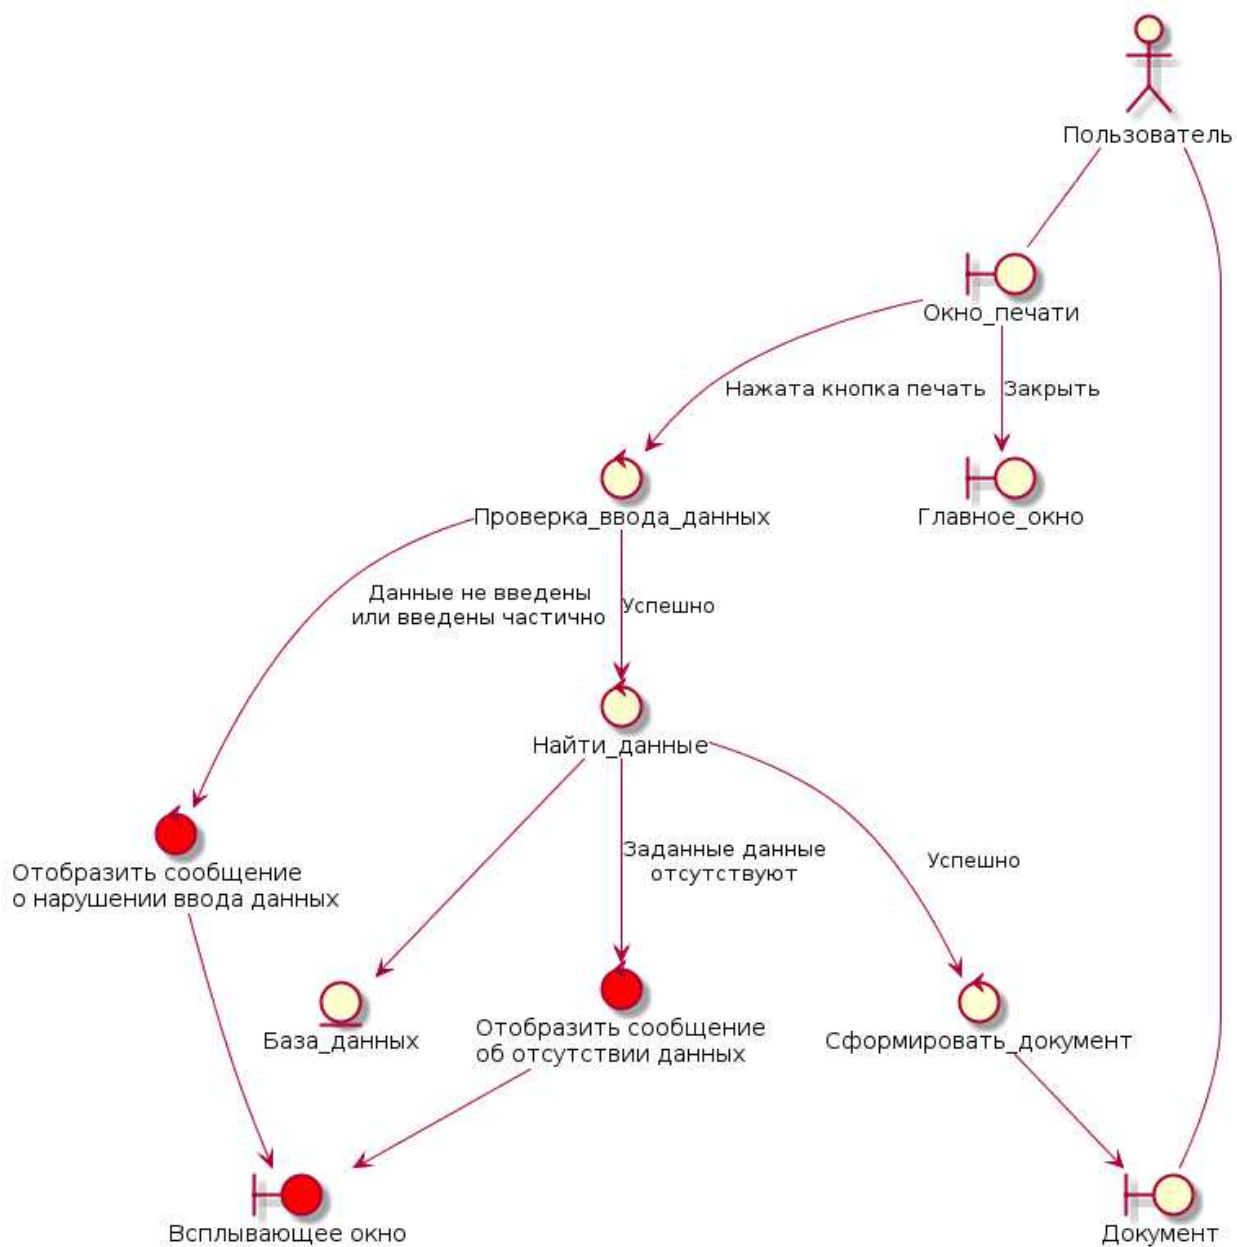 Пользователь
Окно_печати
Нажата кнопка печать
Закрыть
Проверка_ввода_данных
Главное_окно
Данные не введены
или введены частично
Успешно
Найти_данные
Заданные данные
отсутствуют
Успешно
Отобразить сообщение
о нарушении ввода данных
База_данных
Отобразить сообщение
об отсутствии данных
Сформировать_документ
Всплывающее окно
Документ